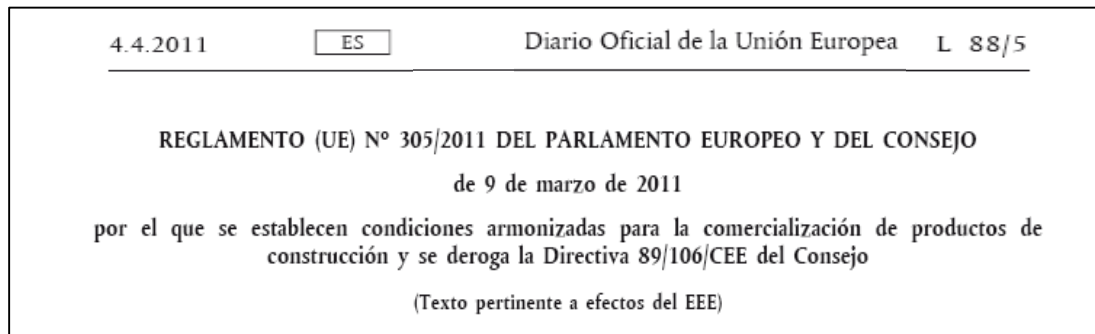 4.4.2011 ES Diario Oficial de la Unión Europea L 88/5
REGLAMENTO (UE) Nº 305/2011 DEL PARLAMENTO EUROPEO Y DEL CONSEJO
de 9 de marzo de 2011
por el que se establecen condiciones armonizadas para la comercialización de productos de
construcción y se deroga la Directiva 89/106/CEE del Consejo
(Texto pertinente a efectos del EEE)